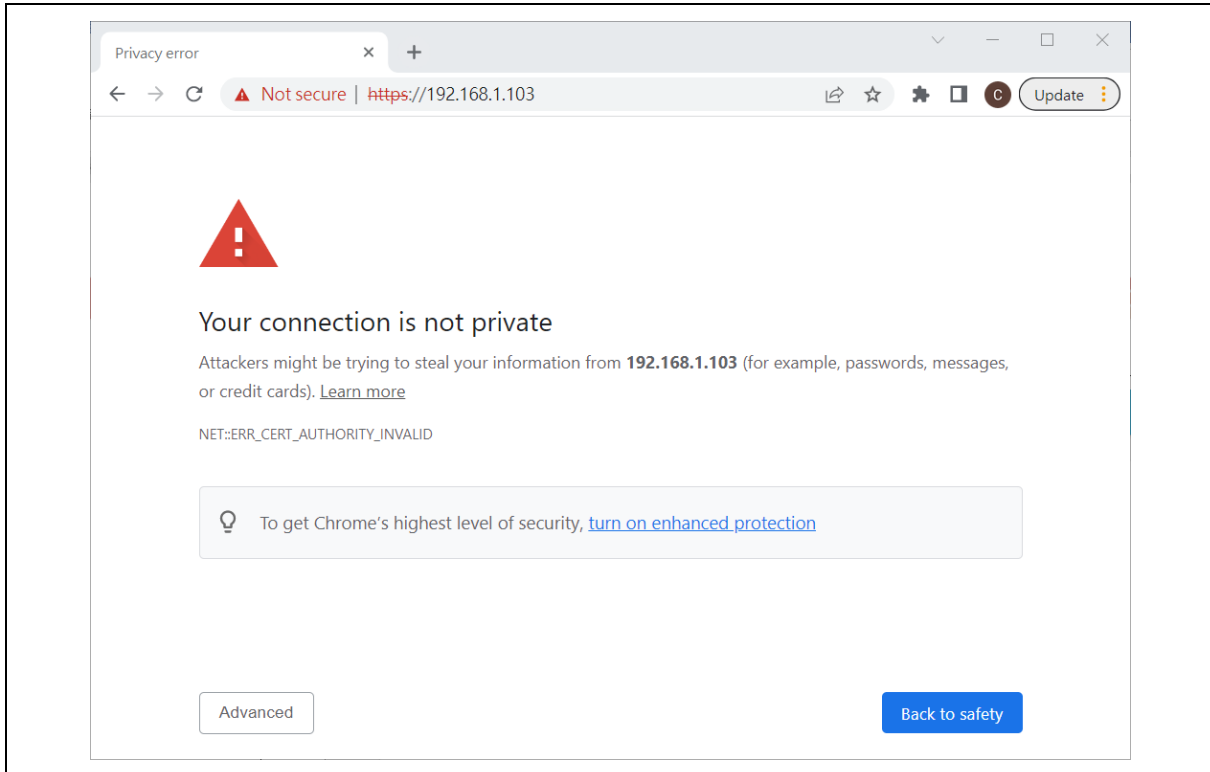 Privacy error
Not secure | https://192.168.1.103
C
Update
Your connection is not private
Attackers might be trying to steal your information from 192.168.1.103 (for example, passwords, messages,
or credit cards). Learn more
NET::ERR_CERT_AUTHORITY_INVALID
To get Chrome's highest level of security, turn on enhanced protection
Advanced
Back to safety